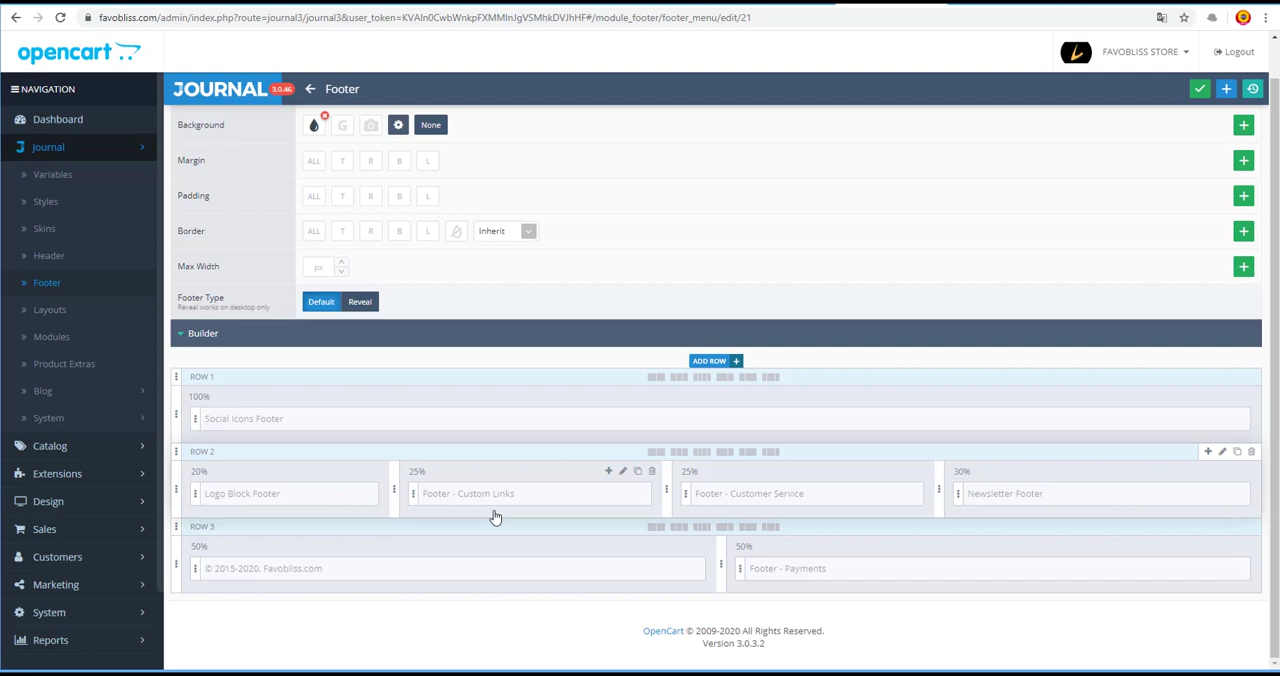 favobliss.com/admin/index.php?route=journal3/journal3&user_token=KVAIn0CwbWnkpFXMMInJgVSMhkDVJhHF#/module_footer/footer_menu/edit/21
opencart
FAVOBLISS STORE
Logout
NAVIGATION
JOURNAL 3.0.46
Footer
Dashboard
Journal
Variables
Styles
Skins
Header
Footer
Layouts
Modules
Product Extras
Blog
System
Catalog
Extensions
Design
Sales
Customers
Marketing
System
Reports
Background
G
None
Margin
ALL T R B L
Padding
ALL T R B L
Border
ALL T R B L Inherit
Max Width
px
Footer Type
Reveal works on desktop only
Default Reveal
Builder
ADD ROW +
ROW 1
100%
Social Icons Footer
ROW 2
20% 25% 25% 30%
Logo Block Footer Footer - Custom Links Footer - Customer Service Newsletter Footer
ROW 3
50% 50%
© 2015-2020, Favobliss.com Footer - Payments
OpenCart © 2009-2020 All Rights Reserved.
Version 3.0.3.2